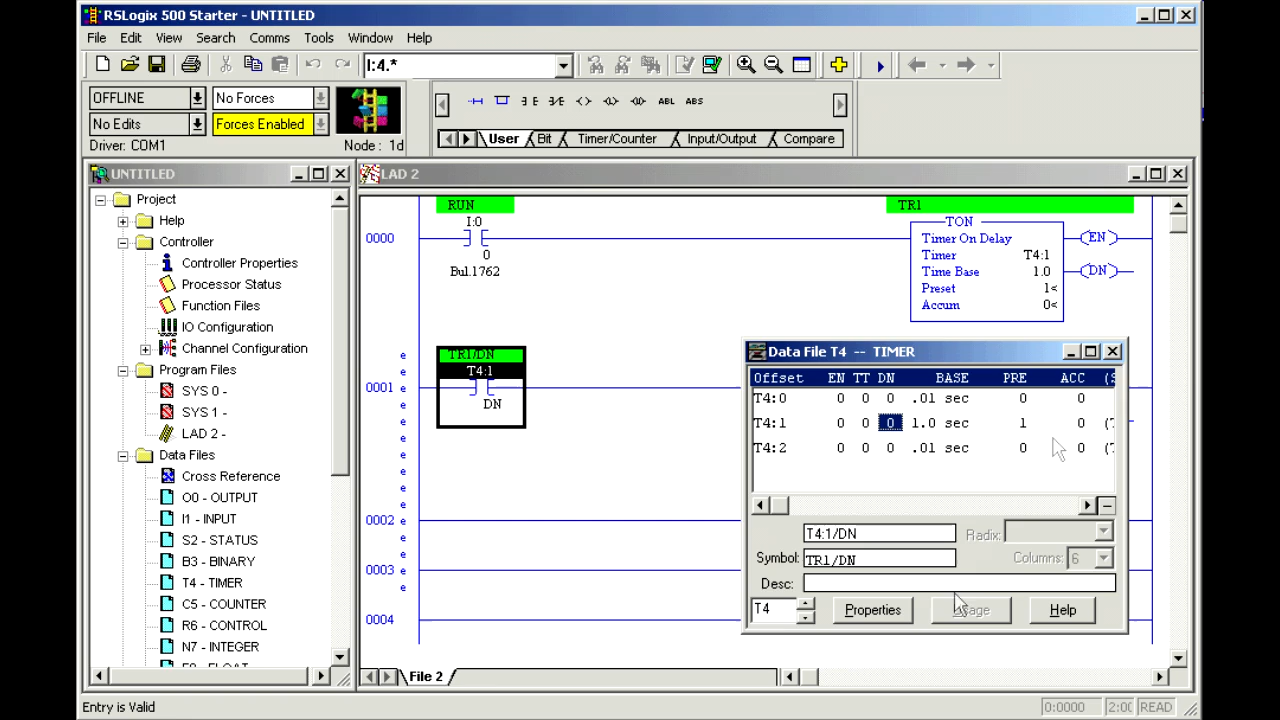 RSLogix 500 Starter - UNTITLED
File Edit View Search Comms Tools Window Help
I:4.*
OFFLINE No Forces
No Edits Forces Enabled
Driver: COM1 Node : 1d
ABL ABS
User Bit Timer/Counter Input/Output Compare
UNTITLED
Project
Help
Controller
Controller Properties
Processor Status
Function Files
IO Configuration
Channel Configuration
Program Files
SYS 0 -
SYS 1 -
LAD 2 -
Data Files
Cross Reference
O0 - OUTPUT
I1 - INPUT
S2 - STATUS
B3 - BINARY
T4 - TIMER
C5 - COUNTER
R6 - CONTROL
N7 - INTEGER
F8 - FLOAT
LAD 2
RUN TR1
I:0 TON
0000 Timer On Delay EN
0 Timer T4:1
Bul.1762 Time Base 1.0 DN
Preset 1<
Accum 0<
e TR1/DN
e T4:1
0001 e
e DN
e
e
e
0002 e
e
0003 e
e
0004 e
File 2
Data File T4 -- TIMER
Offset EN TT DN BASE PRE ACC (S
T4:0 0 0 0 .01 sec 0 0
T4:1 0 0 0 1.0 sec 1 0 (T
T4:2 0 0 0 .01 sec 0 0 (T
T4:1/DN Radix:
Symbol: TR1/DN Columns: 6
Desc:
T4 Properties Usage Help
Entry is Valid 0:0000 2:00 READ